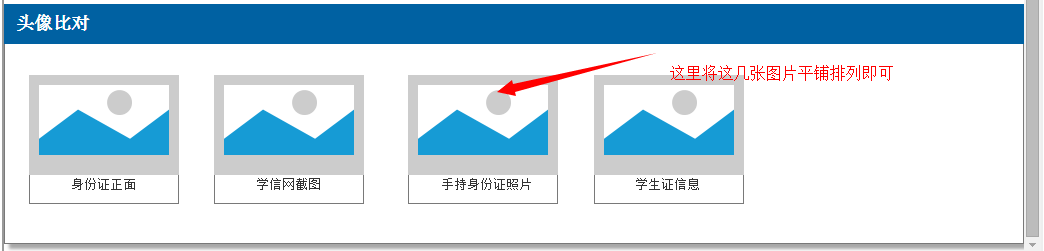 头像比对
这里将这几张图片平铺排列即可
身份证正面
学信网截图
手持身份证照片
学生证信息